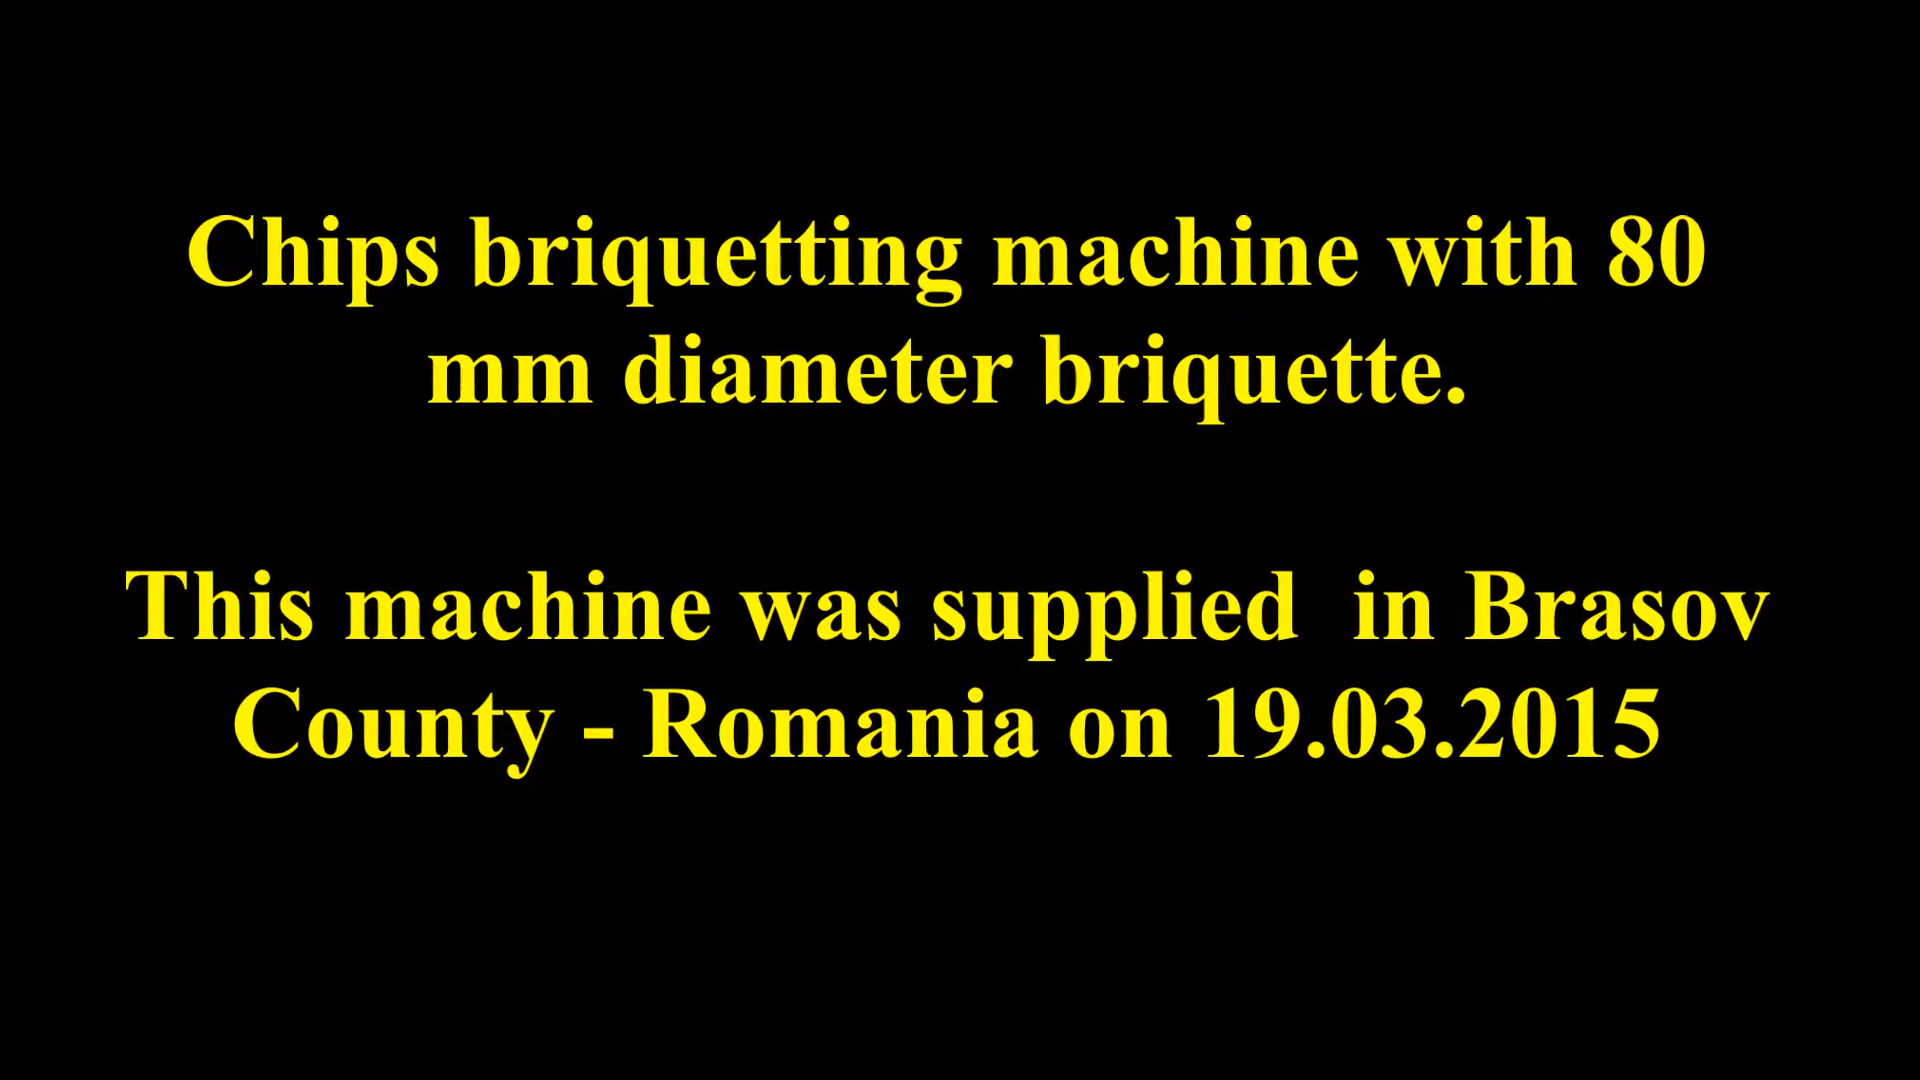 Chips briquetting machine with 80
mm diameter briquette.
This machine was supplied  in Brasov
County - Romania on 19.03.2015